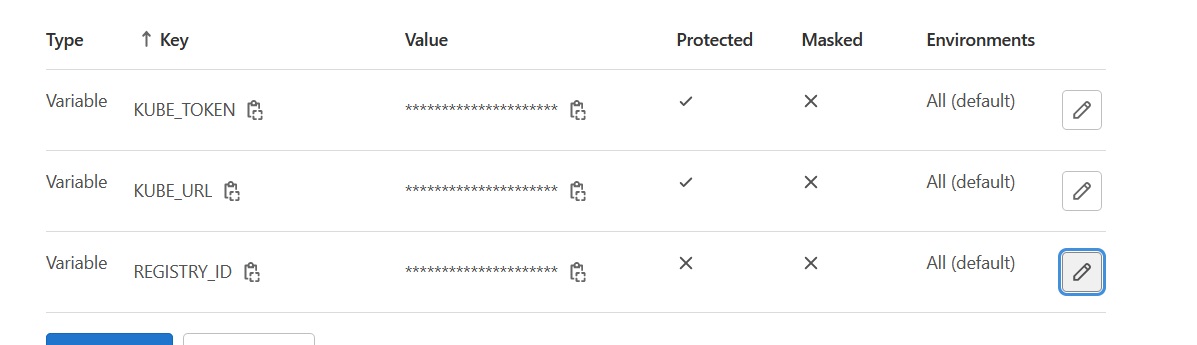 Type ↑ Key Value Protected Masked Environments
Variable KUBE_TOKEN ********************* All (default)
Variable KUBE_URL ********************* All (default)
Variable REGISTRY_ID ********************* All (default)